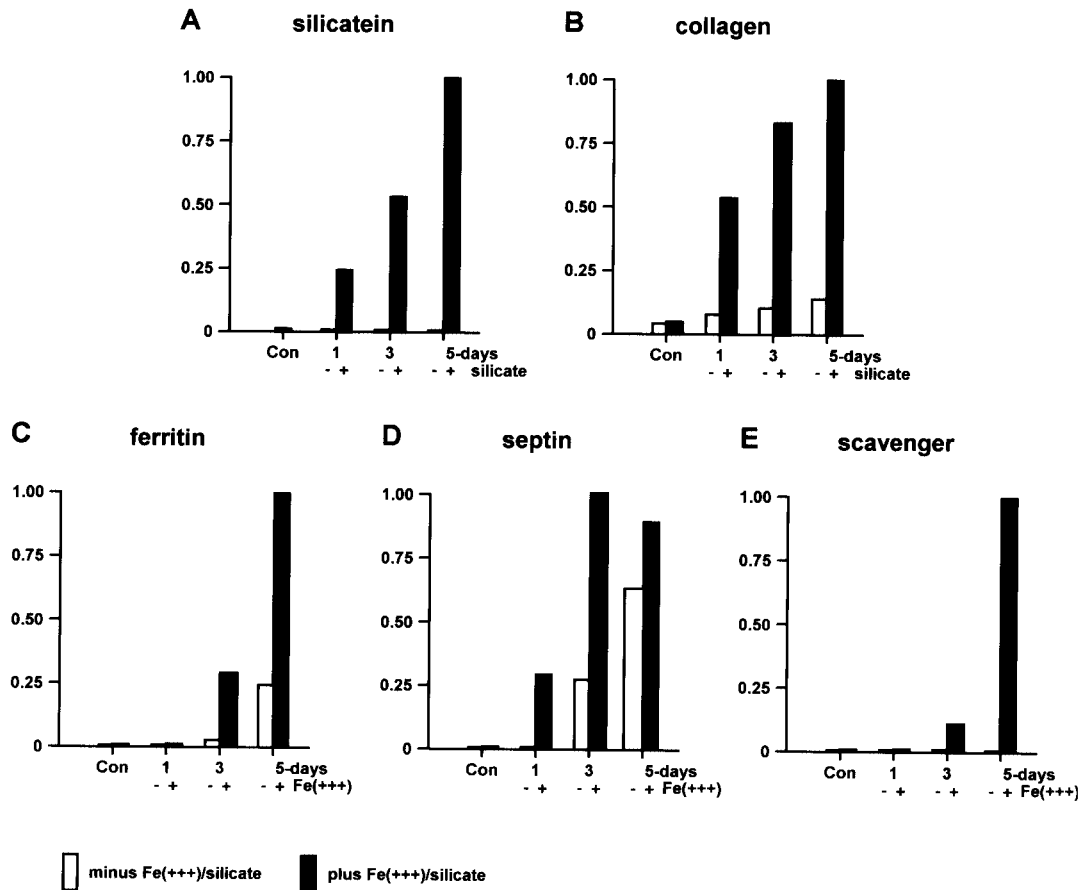 A silicatein
1.00
0.75
0.50
0.25
0
Con 1 3 5-days
- + - + - + silicate
B collagen
1.00
0.75
0.50
0.25
0
Con 1 3 5-days
- + - + - + silicate
C ferritin
1.00
0.75
0.50
0.25
0
Con 1 3 5-days
- + - + - + Fe(+++)
D septin
1.00
0.75
0.50
0.25
0
Con 1 3 5-days
- + - + - + Fe(+++)
E scavenger
1.00
0.75
0.50
0.25
0
Con 1 3 5-days
- + - + - + Fe(+++)
minus Fe(+++)/silicate
plus Fe(+++)/silicate